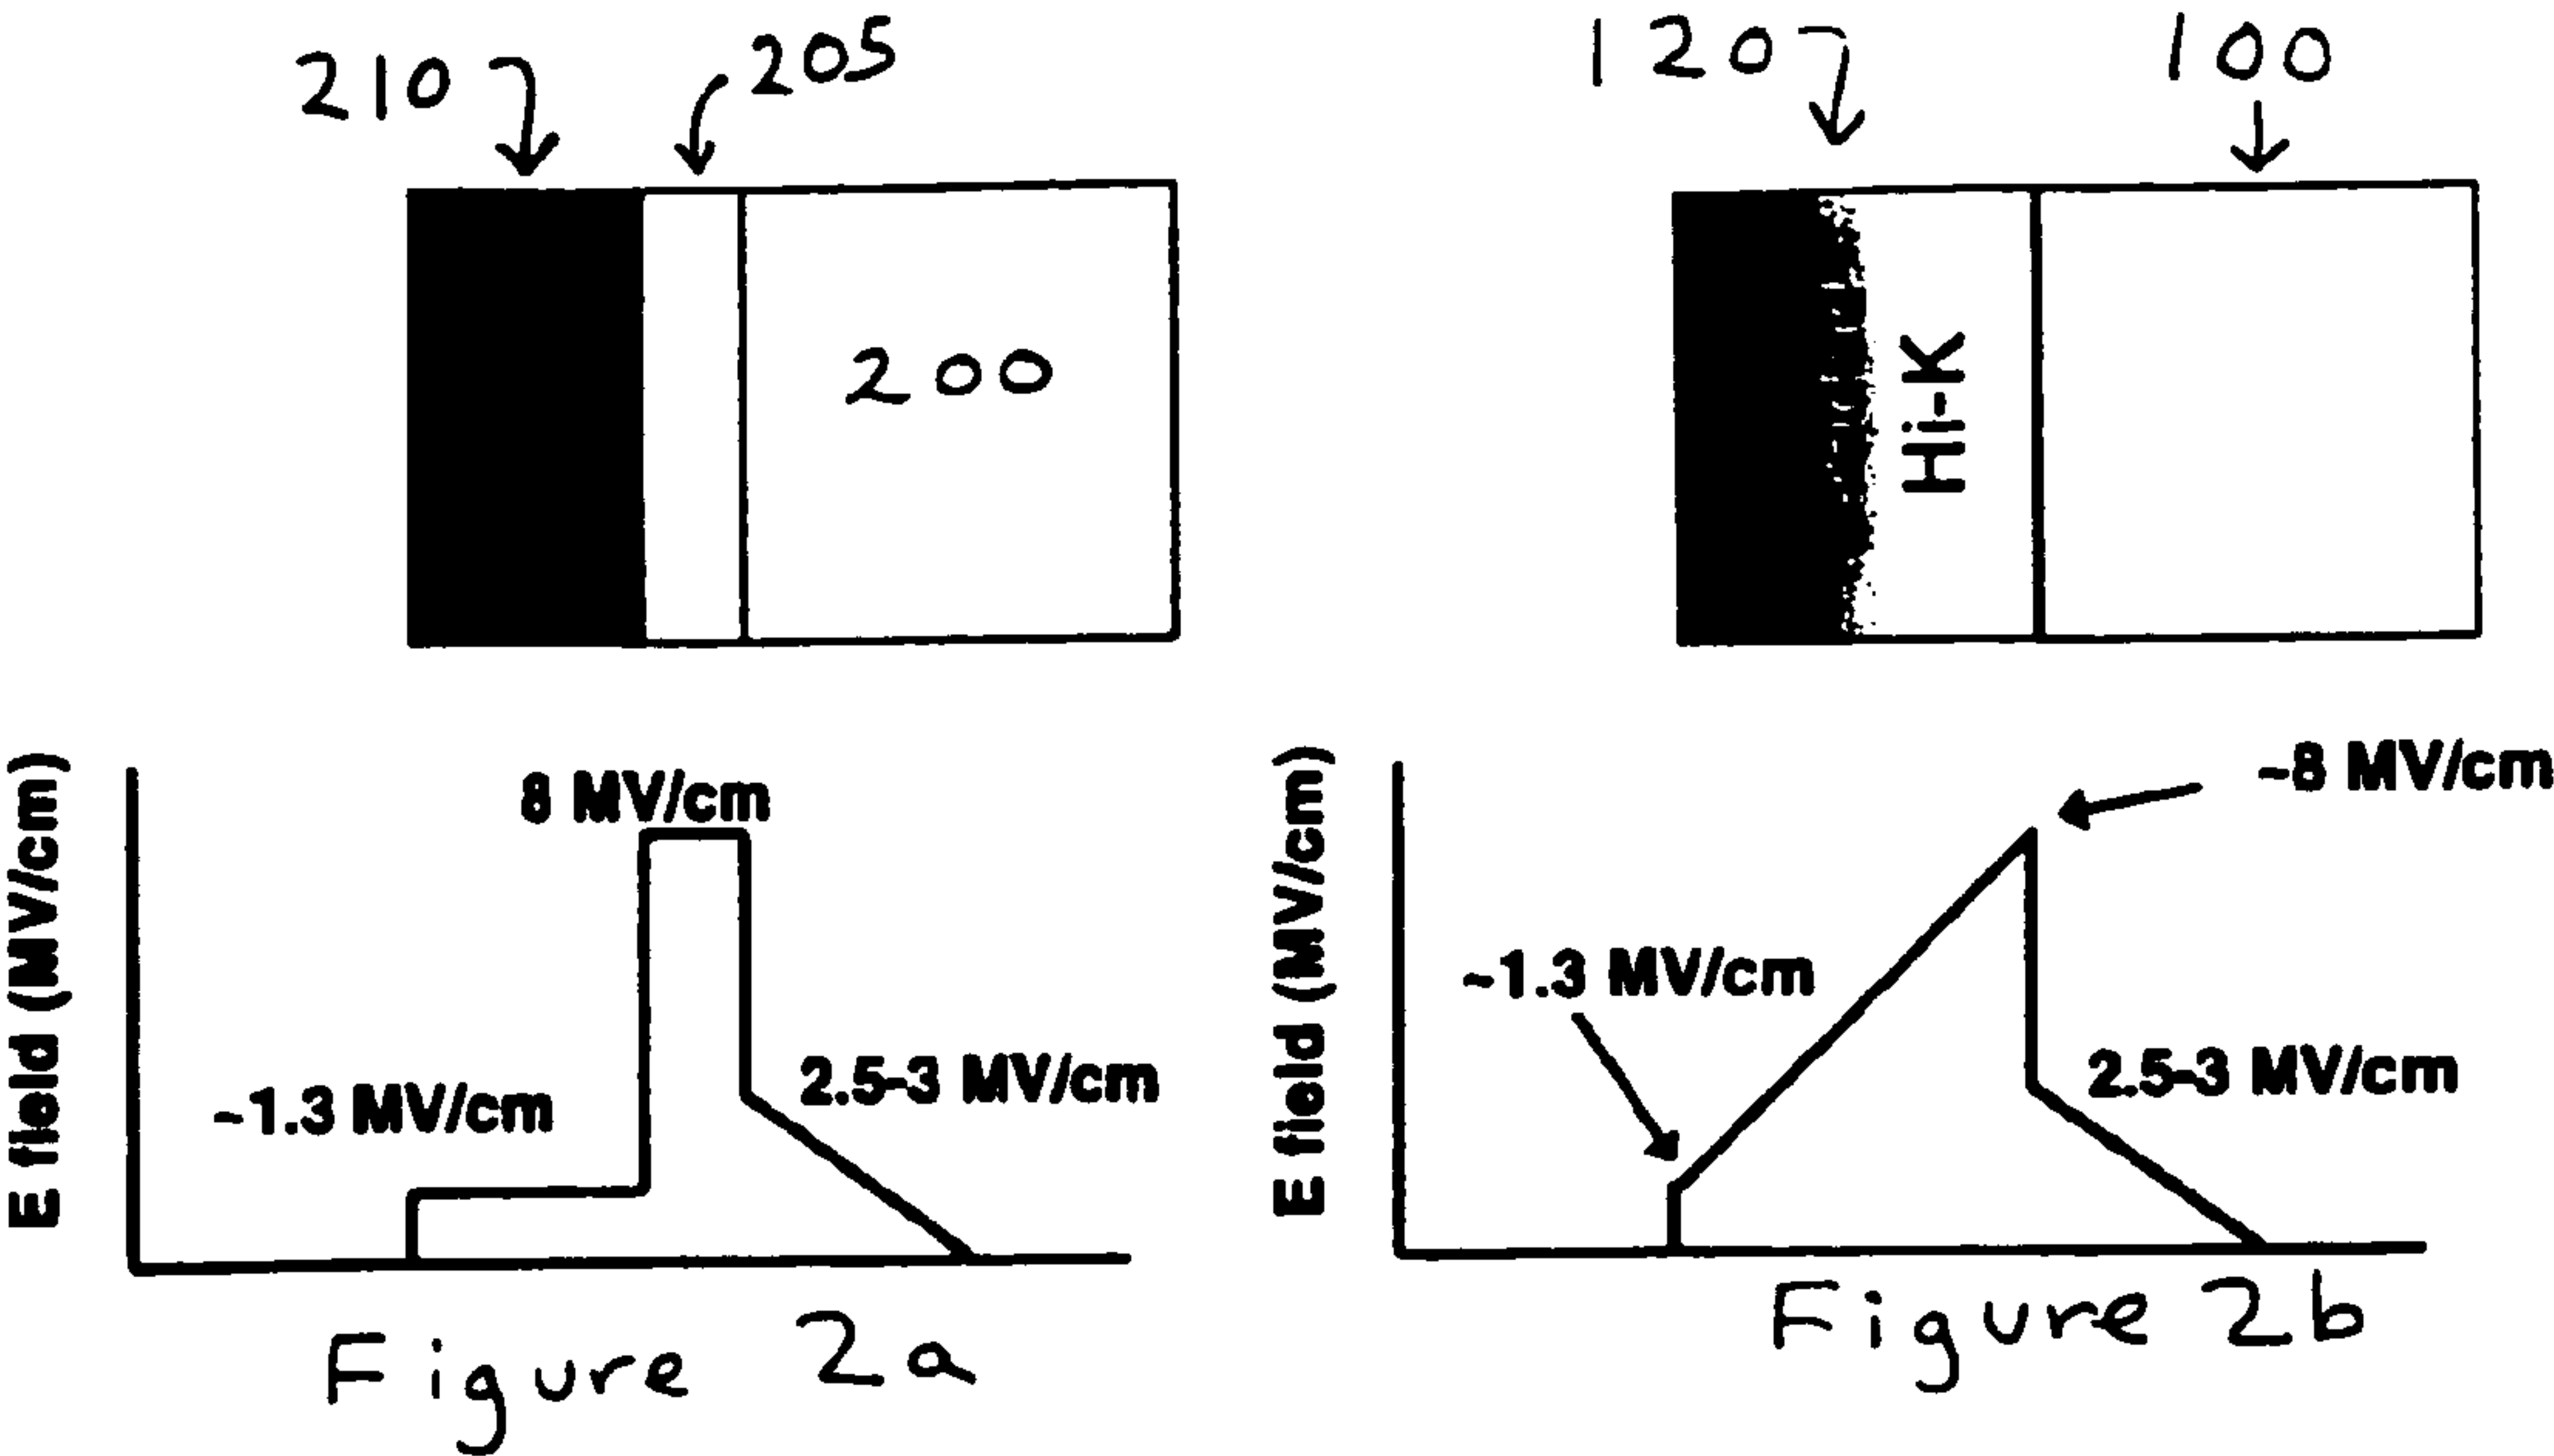 210
205
200
E field (MV/cm)
8 MV/cm
~1.3 MV/cm
2.5-3 MV/cm
Figure 2a
120
100
Hi-K
E field (MV/cm)
~8 MV/cm
~1.3 MV/cm
2.5-3 MV/cm
Figure 2b